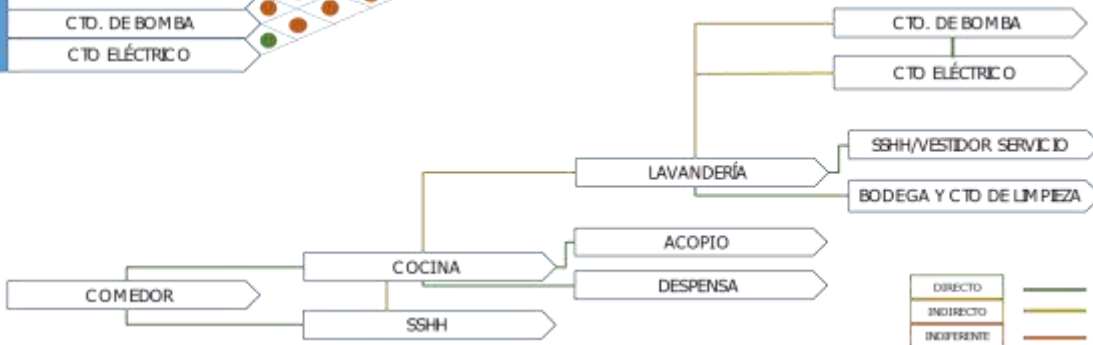 CTO. DE BOMBA
CTO ELÉCTRICO
CTO. DE BOMBA
CTO ELÉCTRICO
SSHH/VESTIDOR SERVICIO
LAVANDERÍA
BODEGA Y CTO DE LIMPIEZA
ACOPIO
COCINA
DESPENSA
COMEDOR
SSHH
DIRECTO
INDIRECTO
INDIFERENTE